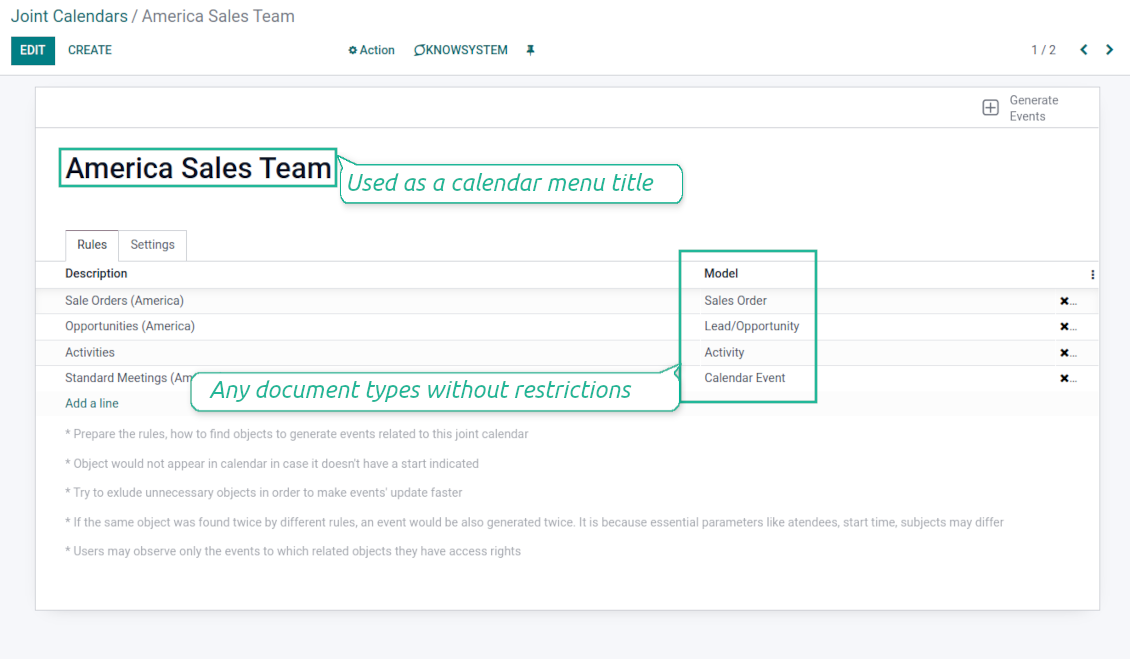 Joint Calendars / America Sales Team
EDIT CREATE Action KNOWSYSTEM 1 / 2
Generate
Events
America Sales Team
Used as a calendar menu title
Rules Settings
Description Model
Sale Orders (America) Sales Order
Opportunities (America) Lead/Opportunity
Activities Activity
Standard Meetings (Am Calendar Event
Any document types without restrictions
Add a line
* Prepare the rules, how to find objects to generate events related to this joint calendar
* Object would not appear in calendar in case it doesn't have a start indicated
* Try to exlude unnecessary objects in order to make events' update faster
* If the same object was found twice by different rules, an event would be also generated twice. It is because essential parameters like atendees, start time, subjects may differ
* Users may observe only the events to which related objects they have access rights